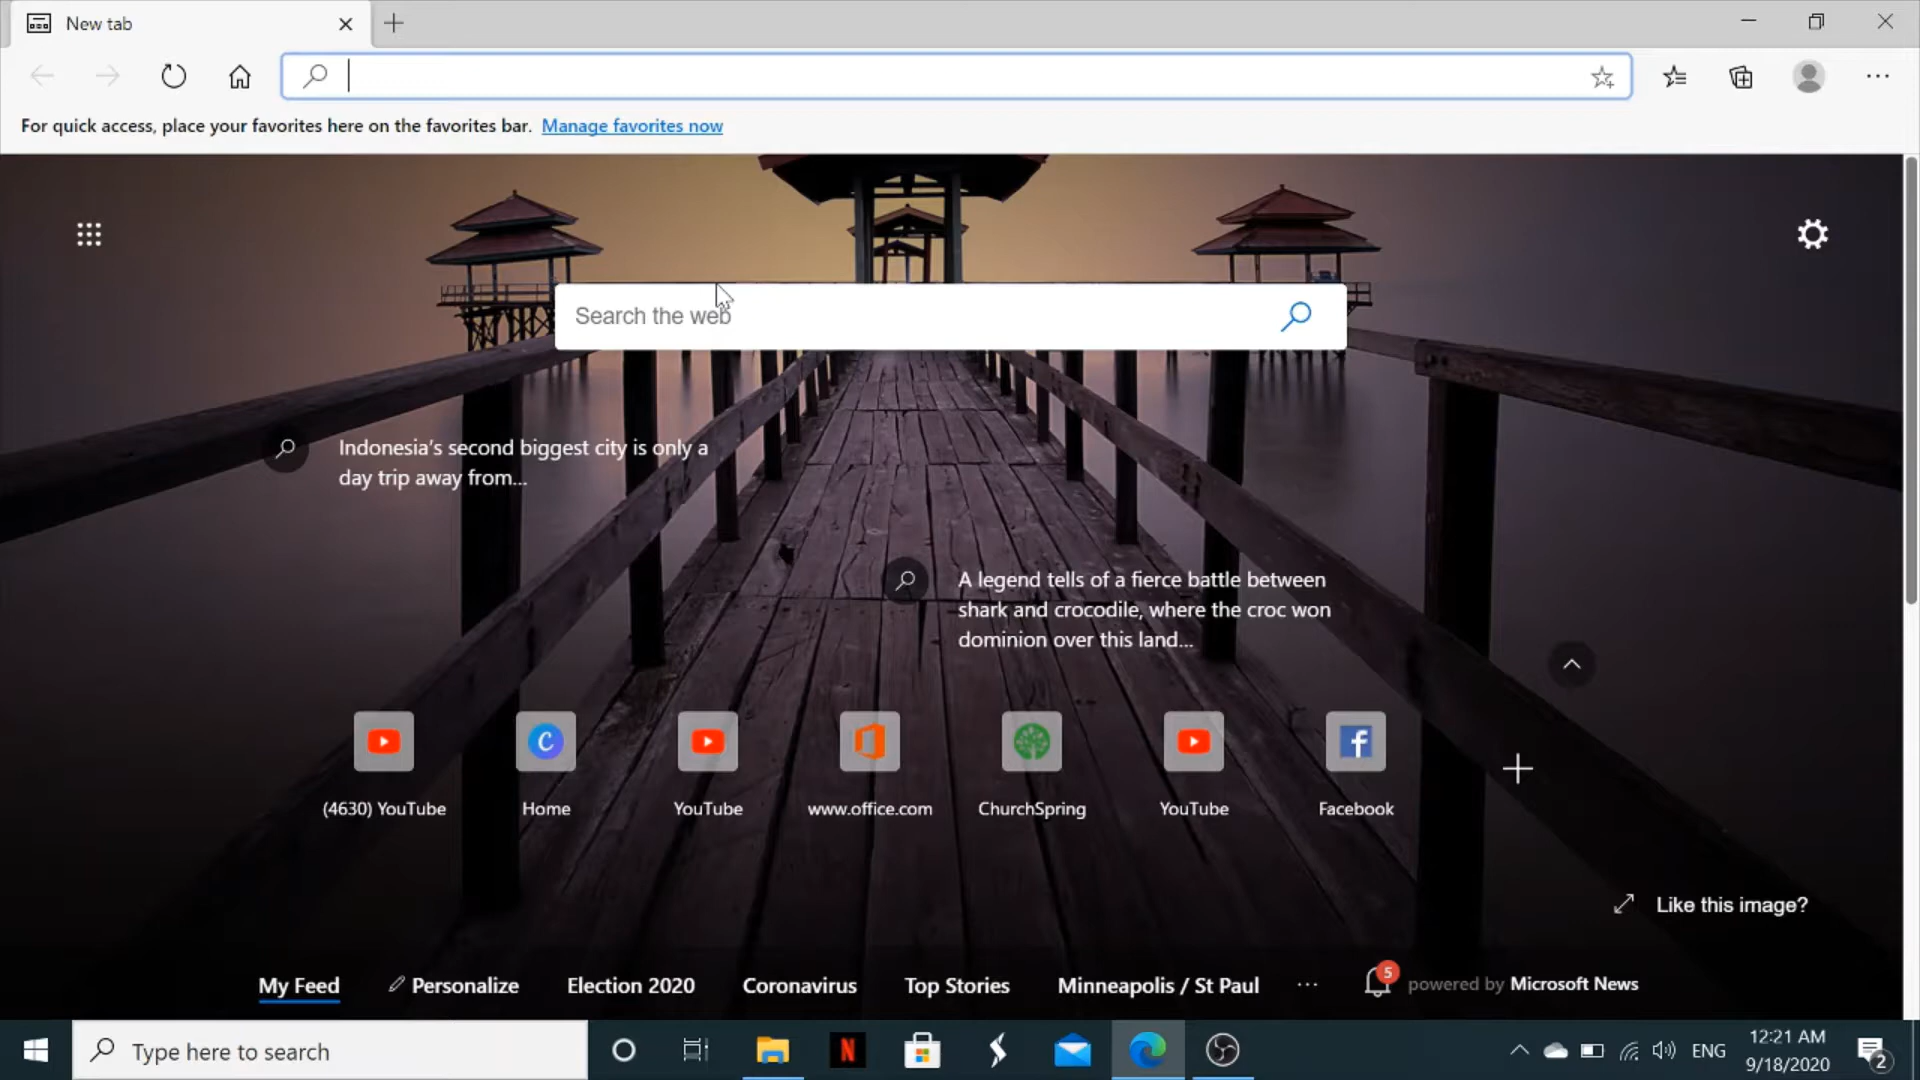 New tab
For quick access, place your favorites here on the favorites bar. Manage favorites now
Search the web
Indonesia's second biggest city is only a
day trip away from...
A legend tells of a fierce battle between
shark and crocodile, where the croc won
dominion over this land...
(4630) YouTube
Home
YouTube
www.office.com
ChurchSpring
YouTube
Facebook
Like this image?
My Feed
Personalize
Election 2020
Coronavirus
Top Stories
Minneapolis / St Paul
...
5
powered by Microsoft News
Type here to search
ENG
12:21 AM
9/18/2020
2